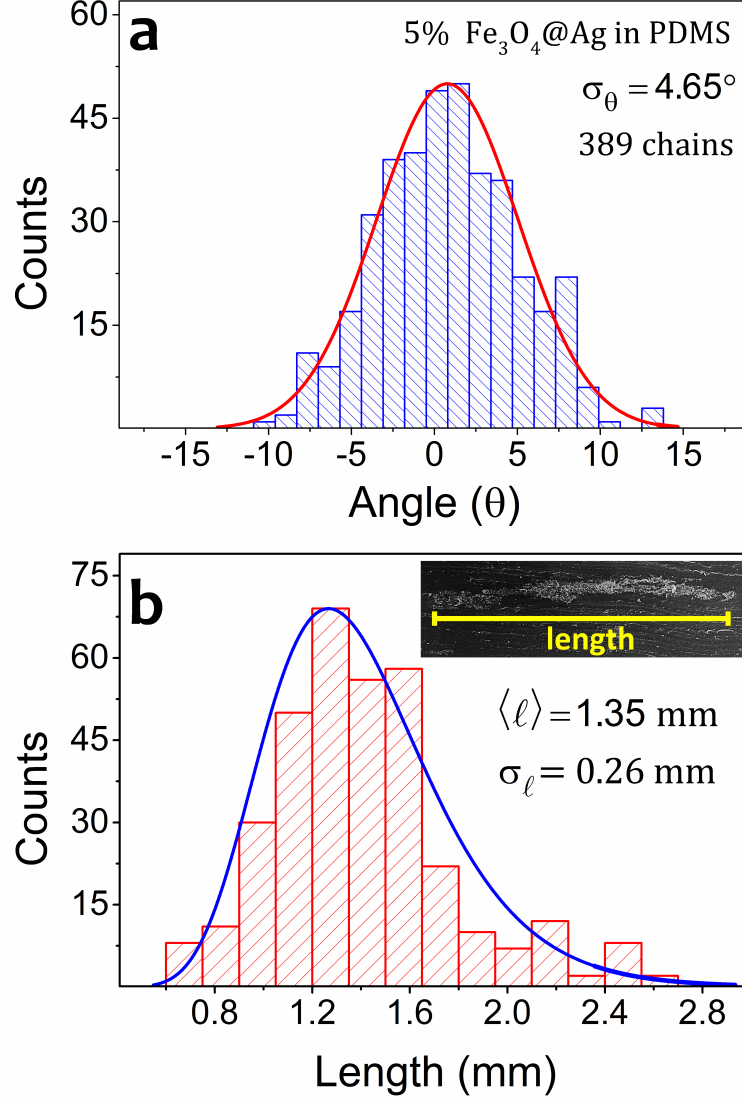 a
5% Fe₃O₄@Ag in PDMS
σ_θ = 4.65°
389 chains
60
45
30
15
Counts
-15 -10 -5 0 5 10 15
Angle (θ)
b
length
⟨ℓ⟩ = 1.35 mm
σ_ℓ = 0.26 mm
75
60
45
30
15
Counts
0.8 1.2 1.6 2.0 2.4 2.8
Length (mm)